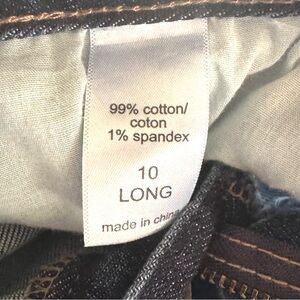 99% cotton/
coton
1% spandex
10
LONG
made in china